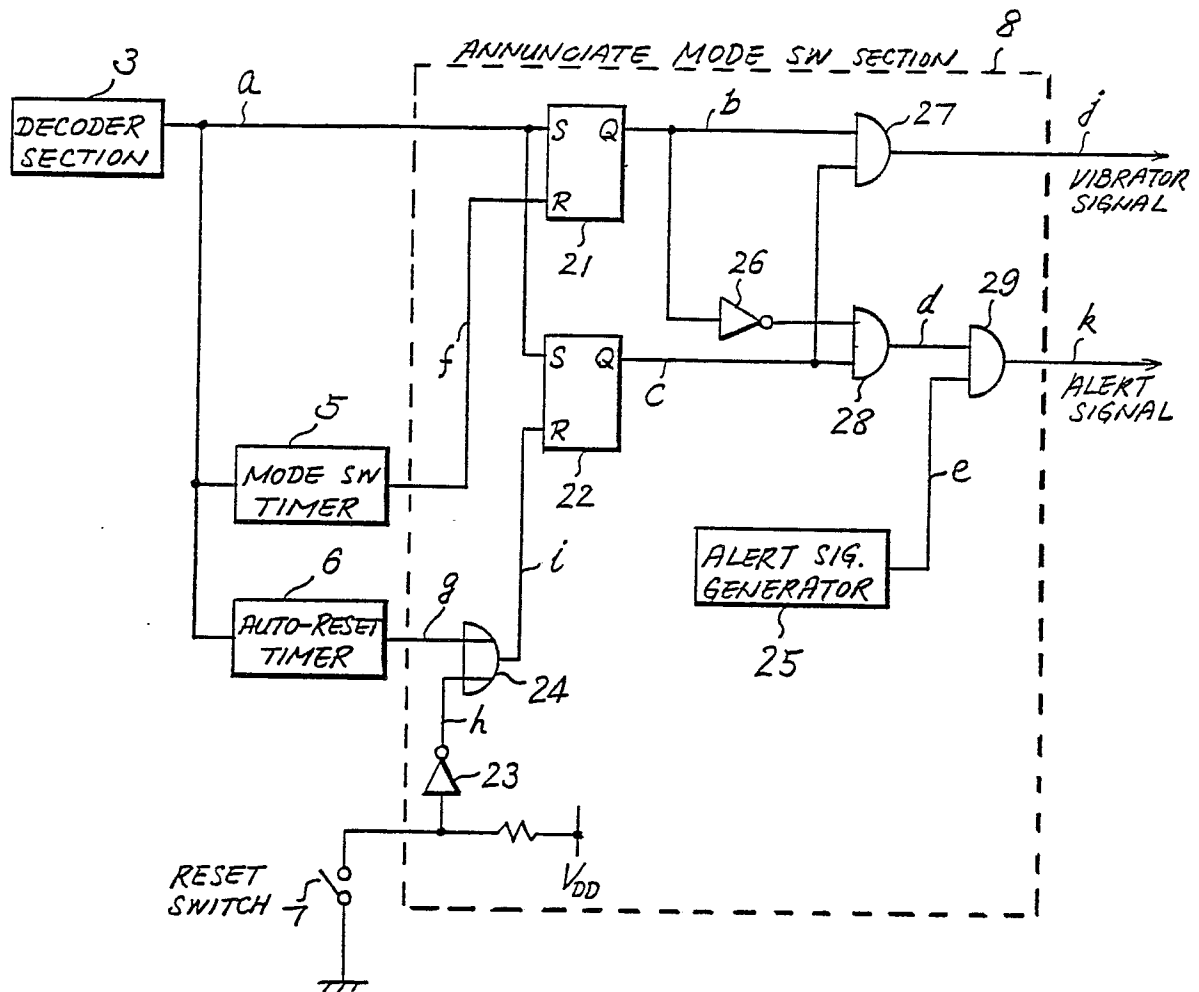 8
ANNUNCIATE MODE SW SECTION
3
a
DECODER
SECTION
S Q
R
21
b
27
j
VIBRATOR
SIGNAL
26
f
S Q
R
22
c
28
d
29
k
ALERT
SIGNAL
5
MODE SW
TIMER
e
i
ALERT SIG.
GENERATOR
25
6
AUTO-RESET
TIMER
g
24
h
23
VDD
RESET
SWITCH 7